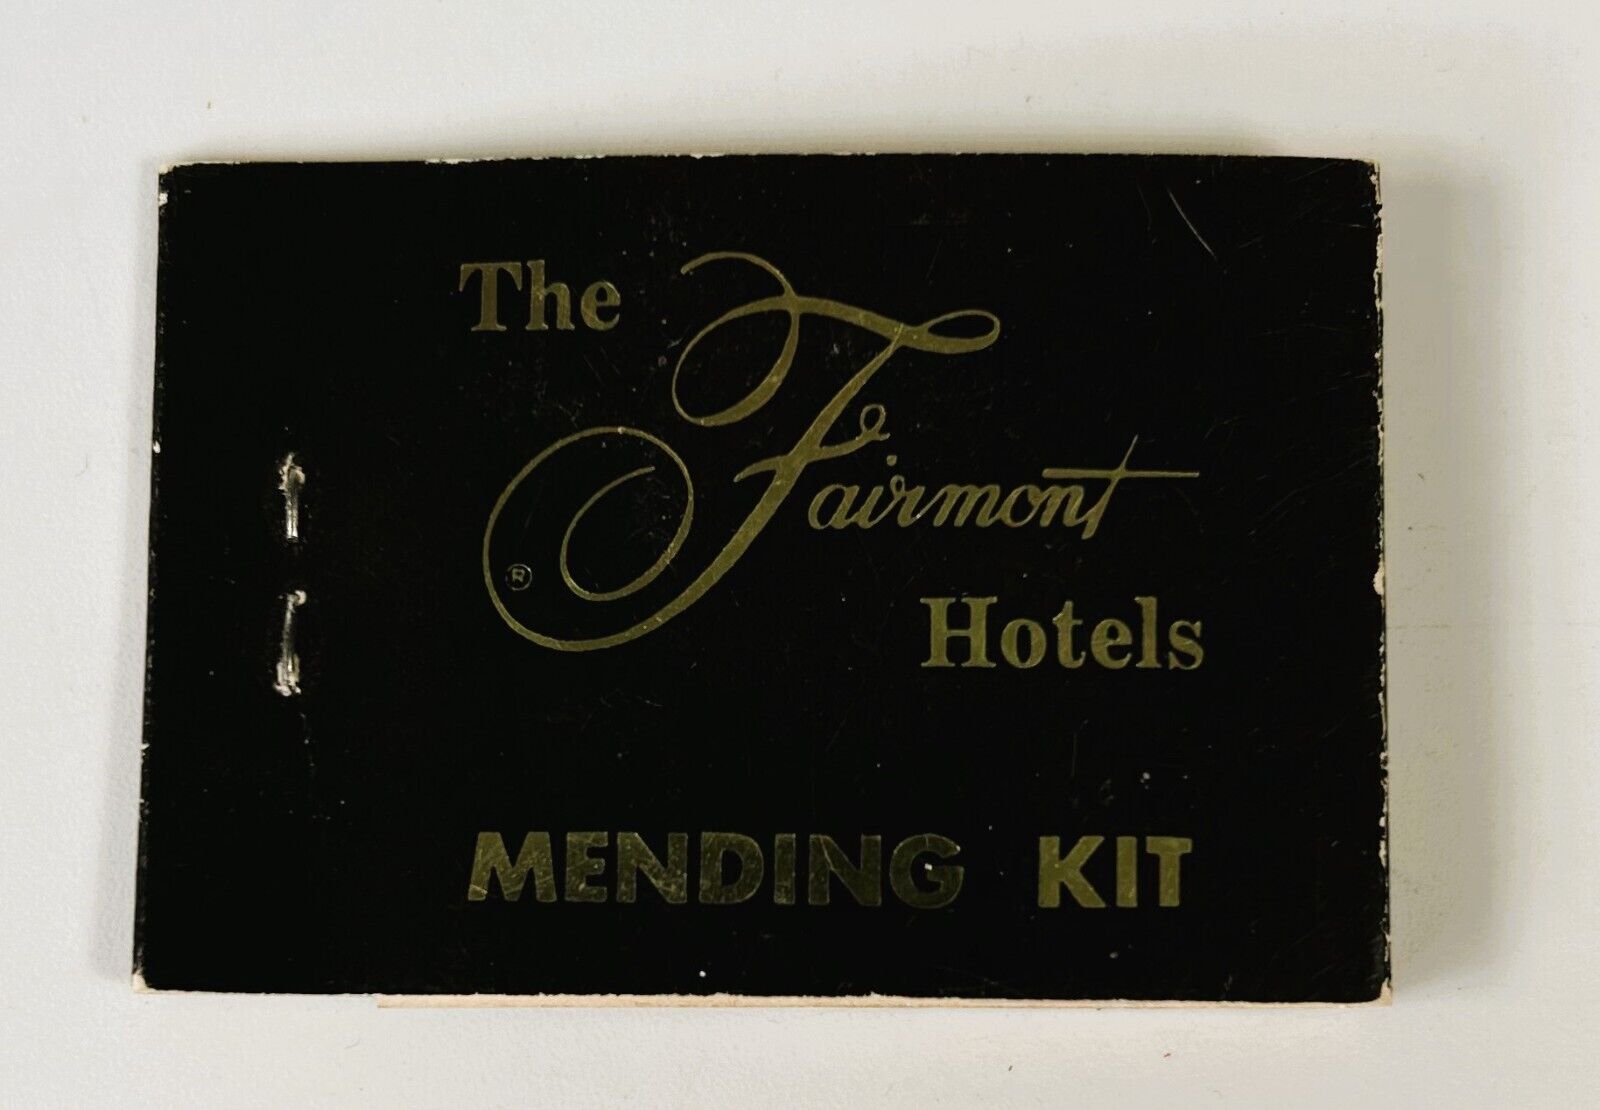 The
Fairmont
®
Hotels
MENDING KIT